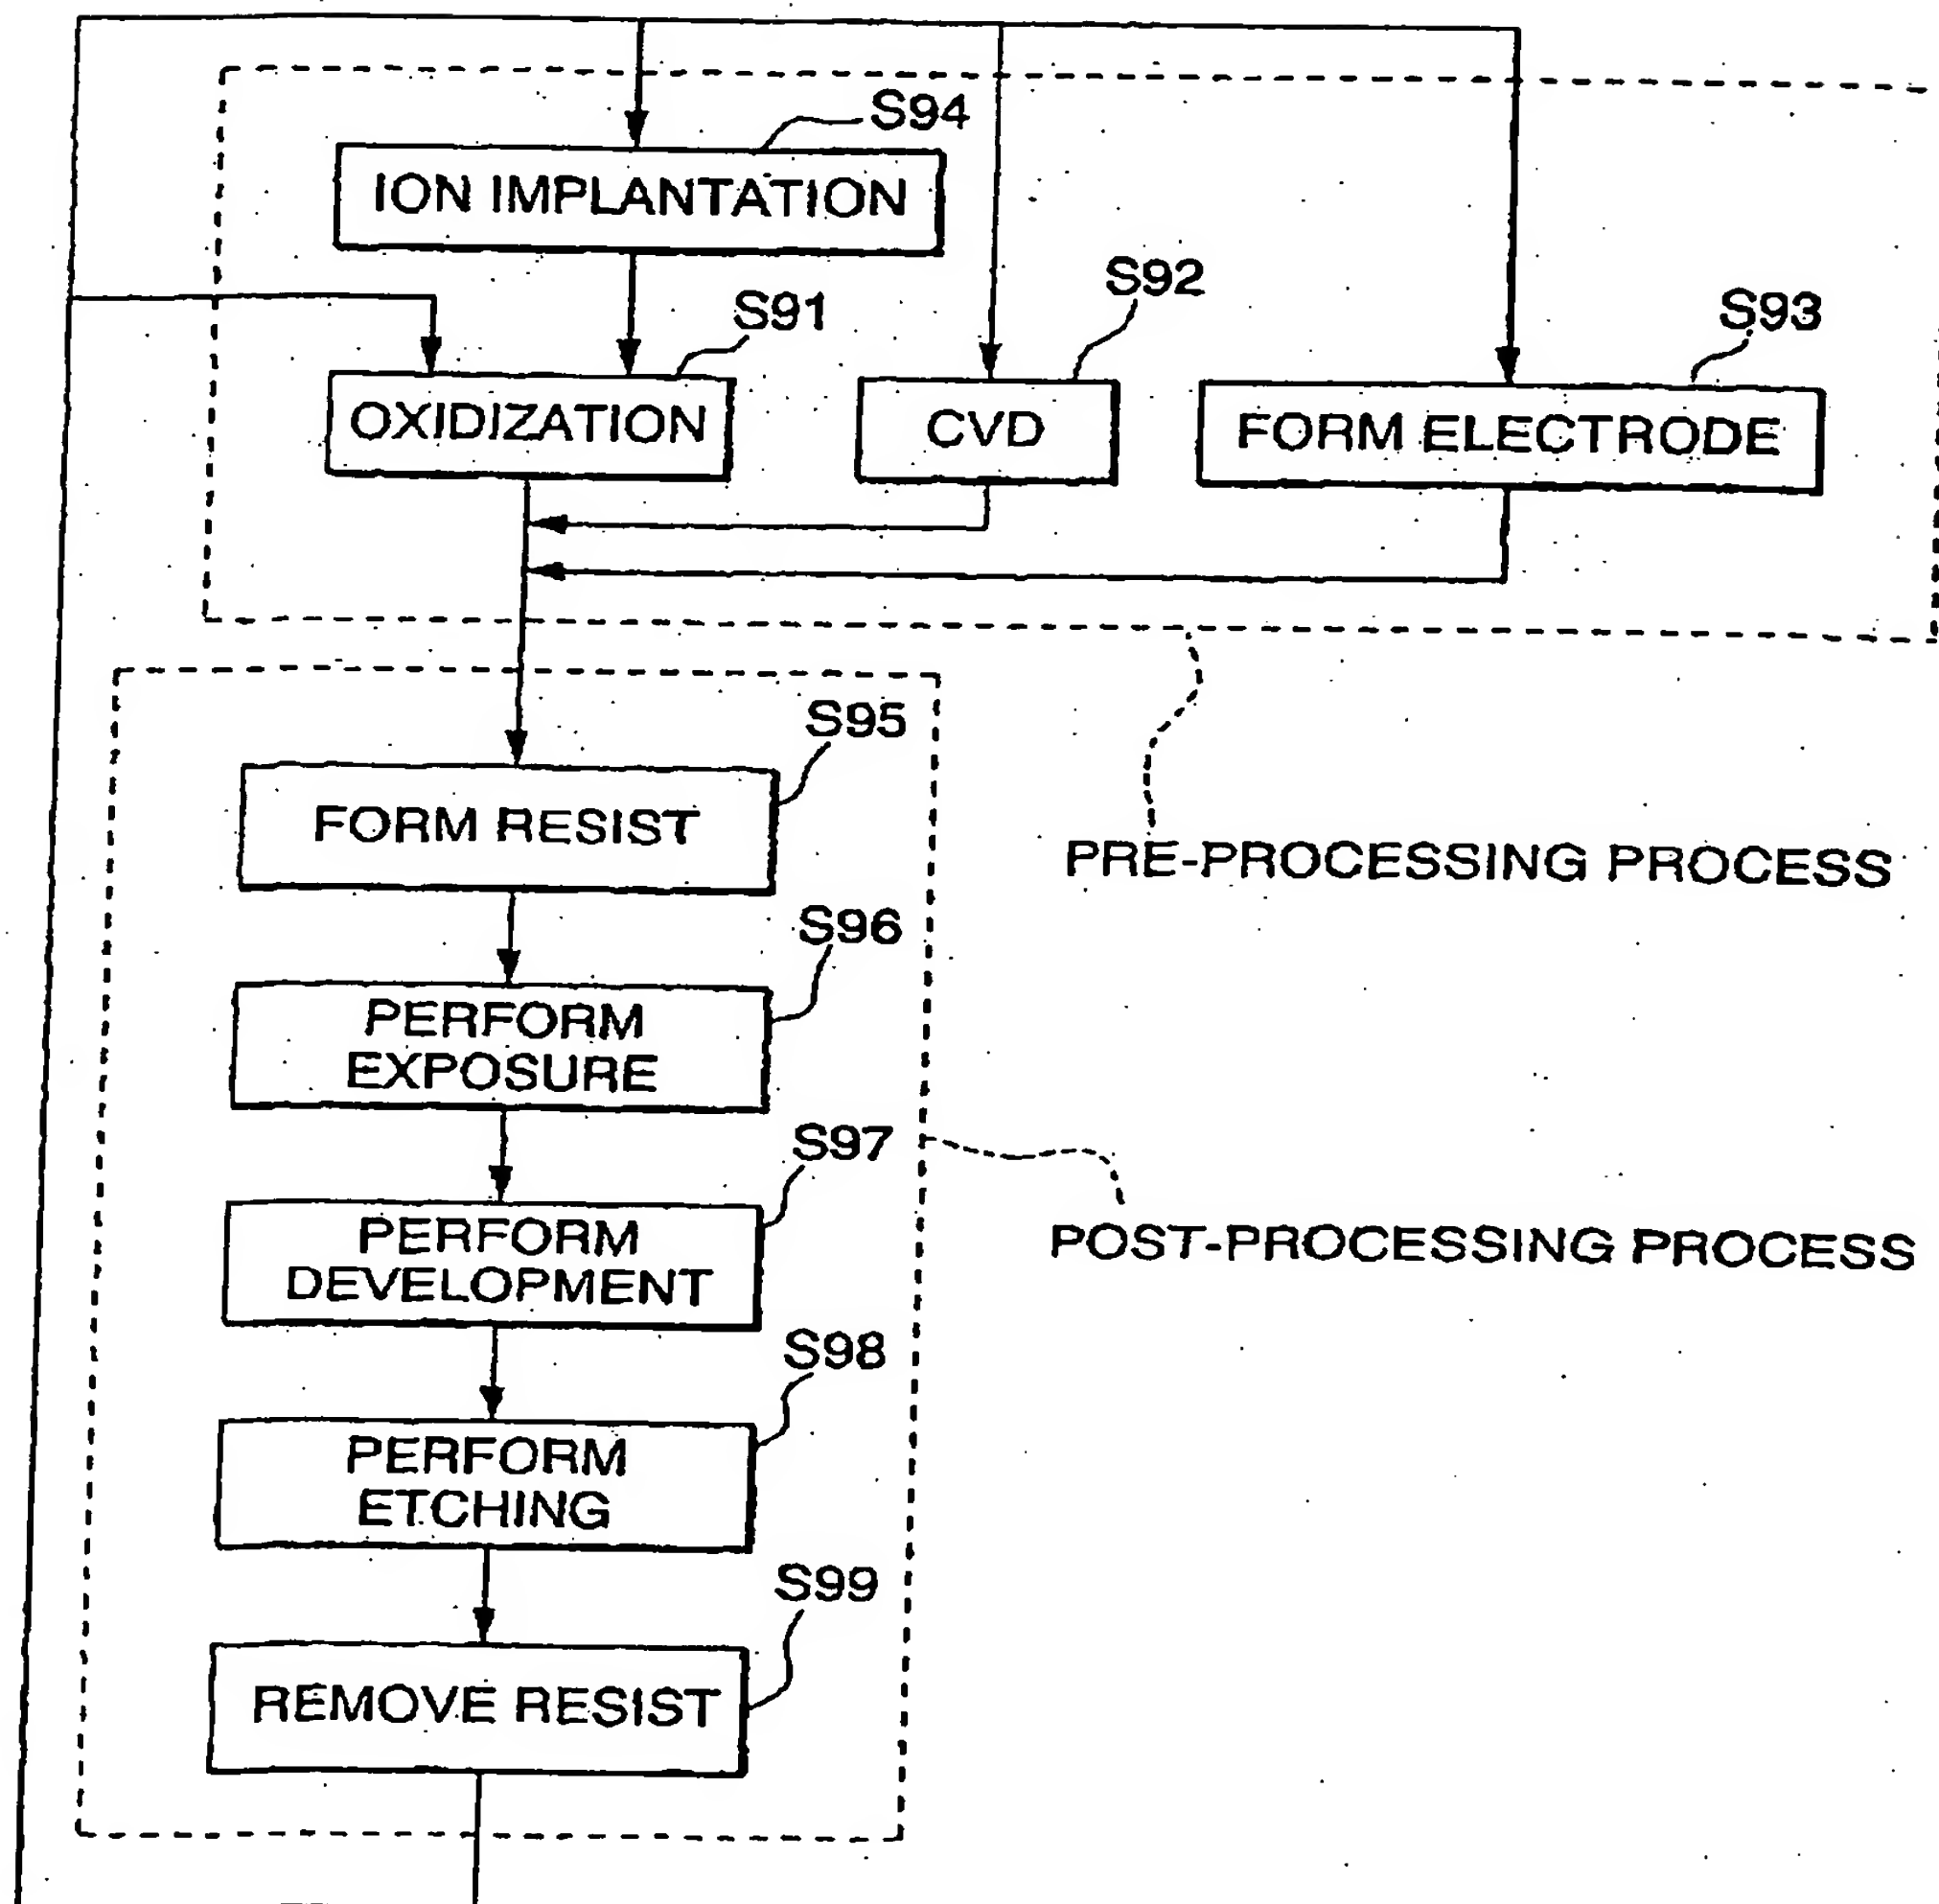 S94
ION IMPLANTATION
S91
S92
S93
OXIDIZATION
CVD
FORM ELECTRODE
S95
FORM RESIST
PRE-PROCESSING PROCESS
S96
PERFORM
EXPOSURE
S97
PERFORM
DEVELOPMENT
POST-PROCESSING PROCESS
S98
PERFORM
ETCHING
S99
REMOVE RESIST